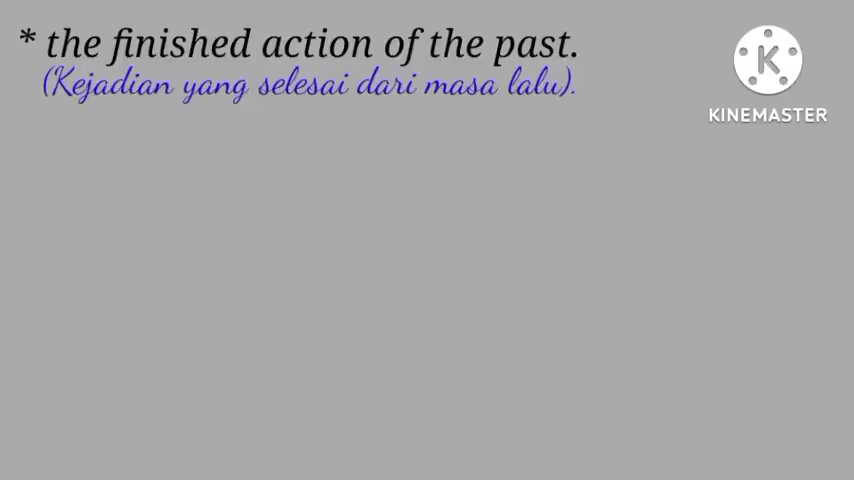 * the finished action of the past.
(Kejadian yang selesai dari masa lalu).
K
KINEMASTER